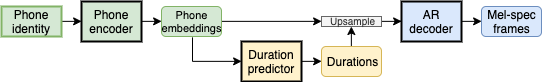 Phone
identity
Phone
encoder
Phone
embeddings
Upsample
AR
decoder
Mel-spec
frames
Duration
predictor
Durations